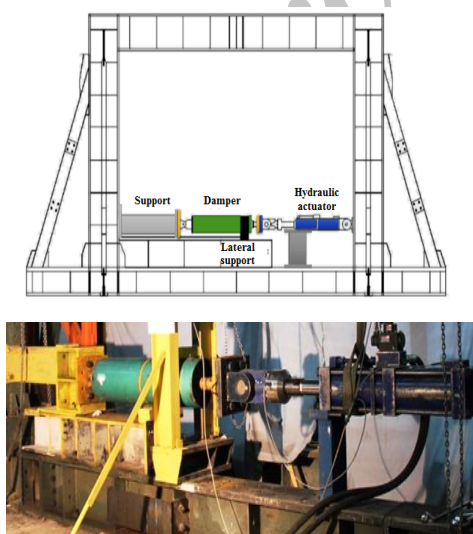 Support
Damper
Hydraulic
actuator
Lateral
support